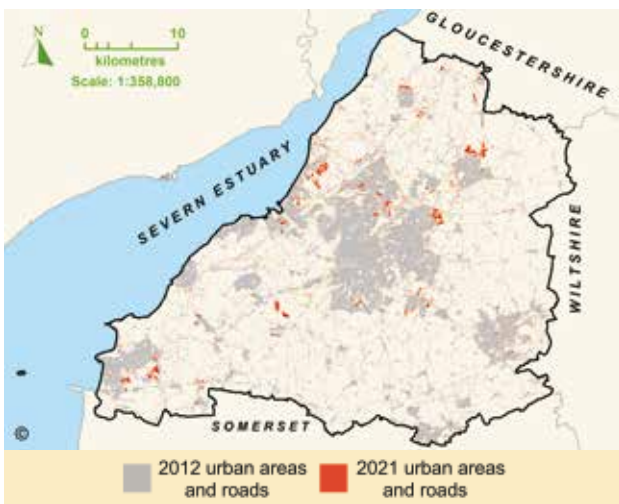 N
0 10
kilometres
Scale: 1:358,800
GLOUCESTERSHIRE
SEVERN ESTUARY
WILTSHIRE
SOMERSET
©
2012 urban areas and roads
2021 urban areas and roads